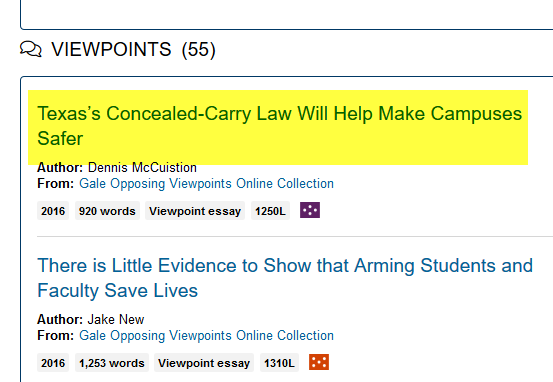 VIEWPOINTS (55)
Texas's Concealed-Carry Law Will Help Make Campuses
Safer
Author: Dennis McCuistion
From: Gale Opposing Viewpoints Online Collection
2016 920 words Viewpoint essay 1250L
There is Little Evidence to Show that Arming Students and
Faculty Save Lives
Author: Jake New
From: Gale Opposing Viewpoints Online Collection
2016 1,253 words Viewpoint essay 1310L